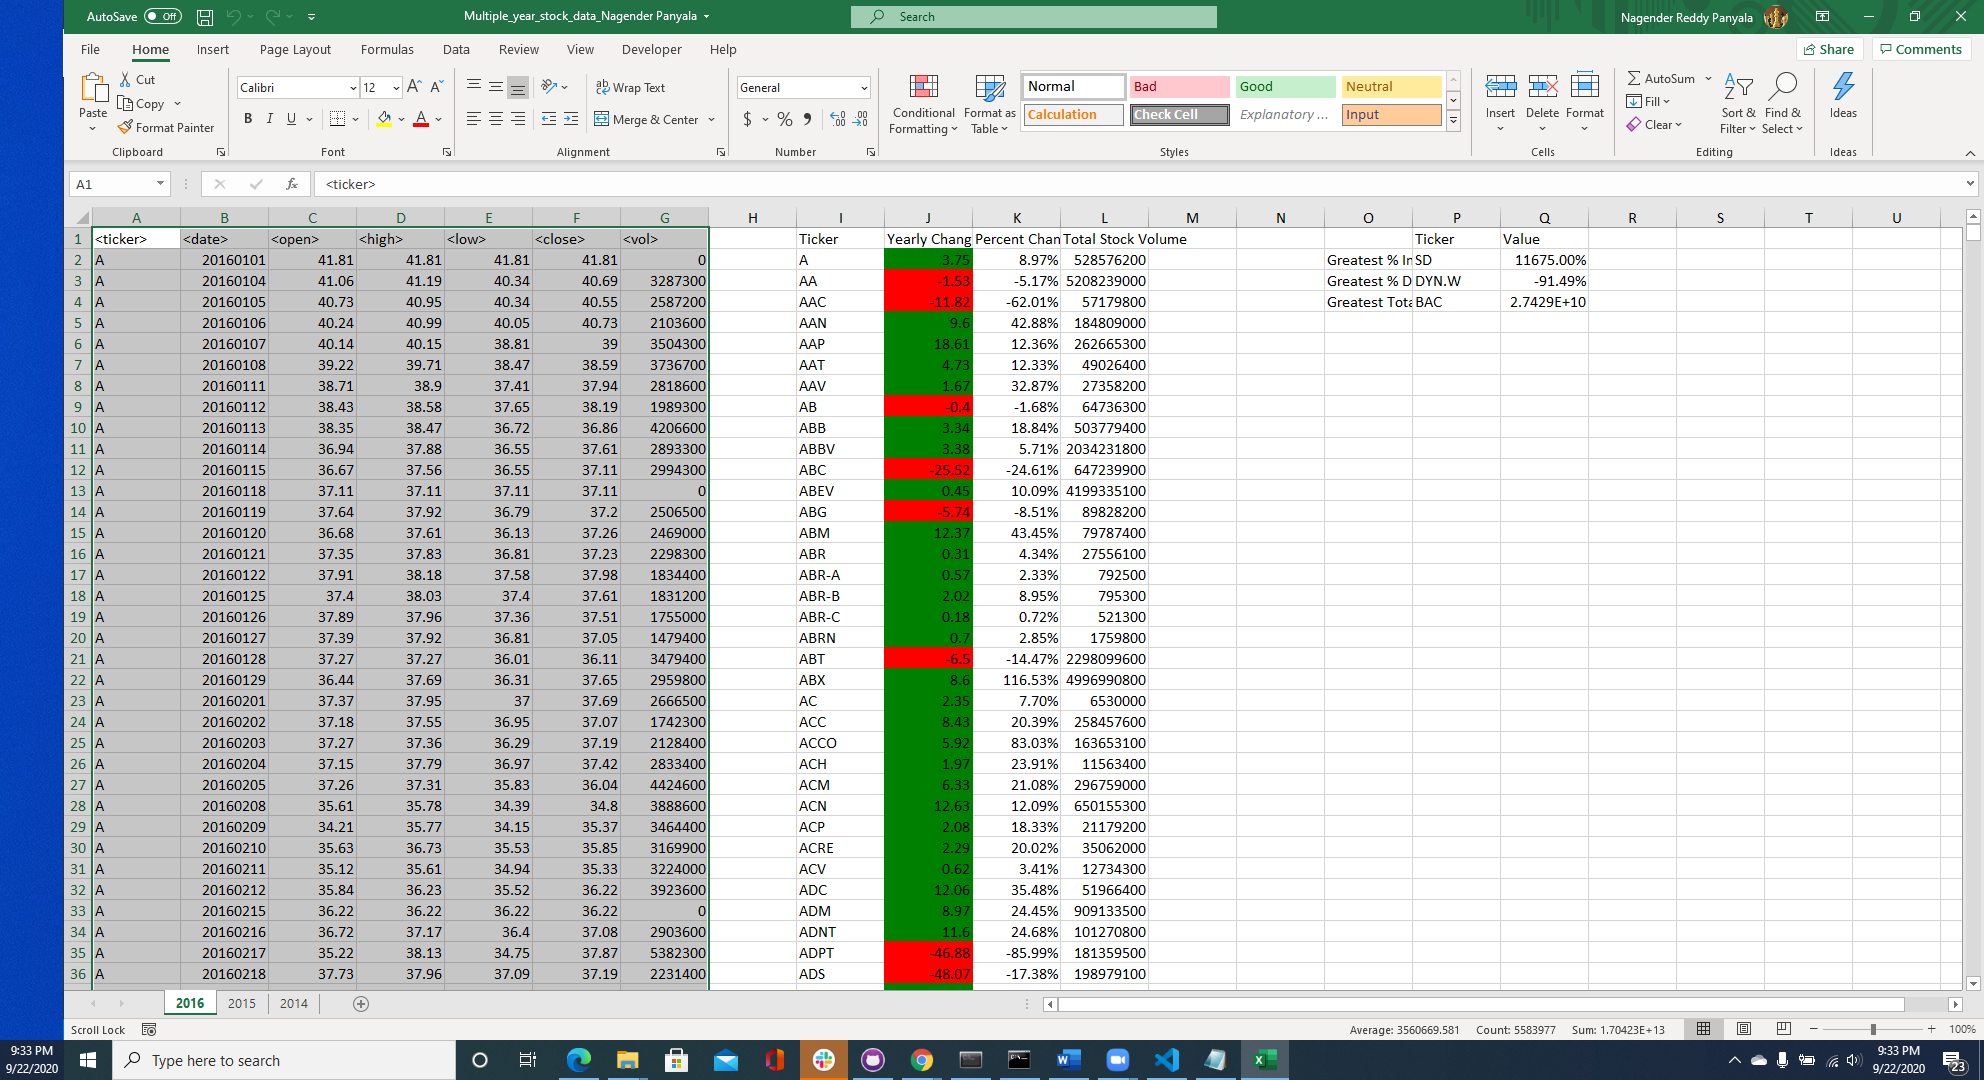 AutoSave Off Multiple_year_stock_data_Nagender Panyala Search Nagender Reddy Panyala
File Home Insert Page Layout Formulas Data Review View Developer Help Share Comments
Cut
Copy
Format Painter
Paste
Clipboard
Calibri 12
B I U
Font
Wrap Text
Merge & Center
Alignment
General
$ %
Number
Conditional Formatting
Format as Table
Normal Bad Good Neutral
Calculation Check Cell Explanatory ... Input
Styles
Insert Delete Format
Cells
AutoSum
Fill
Clear
Sort & Filter
Find & Select
Editing
Ideas
Ideas
A1 fx <ticker>
A B C D E F G H I J K L M N O P Q R S T U
1 <ticker> <date> <open> <high> <low> <close> <vol> Ticker Yearly Chang Percent Chan Total Stock Volume Ticker Value
2 A 20160101 41.81 41.81 41.81 41.81 0 A 3.75 8.97% 528576200 Greatest % In SD 11675.00%
3 A 20160104 41.06 41.19 40.34 40.69 3287300 AA -1.53 -5.17% 5208239000 Greatest % D DYN.W -91.49%
4 A 20160105 40.73 40.95 40.34 40.55 2587200 AAC -11.82 -62.01% 57179800 Greatest Tota BAC 2.7429E+10
5 A 20160106 40.24 40.99 40.05 40.73 2103600 AAN 9.6 42.88% 184809000
6 A 20160107 40.14 40.15 38.81 39 3504300 AAP 18.61 12.36% 262665300
7 A 20160108 39.22 39.71 38.47 38.59 3736700 AAT 4.73 12.33% 49026400
8 A 20160111 38.71 38.9 37.41 37.94 2818600 AAV 1.67 32.87% 27358200
9 A 20160112 38.43 38.58 37.65 38.19 1989300 AB -0.4 -1.68% 64736300
10 A 20160113 38.35 38.47 36.72 36.86 4206600 ABB 3.34 18.84% 503779400
11 A 20160114 36.94 37.88 36.55 37.61 2893300 ABBV 3.38 5.71% 2034231800
12 A 20160115 36.67 37.56 36.55 37.11 2994300 ABC -25.52 -24.61% 647239900
13 A 20160118 37.11 37.11 37.11 37.11 0 ABEV 0.45 10.09% 4199335100
14 A 20160119 37.64 37.92 36.79 37.2 2506500 ABG -5.74 -8.51% 89828200
15 A 20160120 36.68 37.61 36.13 37.26 2469000 ABM 12.37 43.45% 79787400
16 A 20160121 37.35 37.83 36.81 37.23 2298300 ABR 0.31 4.34% 27556100
17 A 20160122 37.91 38.18 37.58 37.98 1834400 ABR-A 0.57 2.33% 792500
18 A 20160125 37.4 38.03 37.4 37.61 1831200 ABR-B 2.02 8.95% 795300
19 A 20160126 37.89 37.96 37.36 37.51 1755000 ABR-C 0.18 0.72% 521300
20 A 20160127 37.39 37.92 36.81 37.05 1479400 ABRN 0.7 2.85% 1759800
21 A 20160128 37.27 37.27 36.01 36.11 3479400 ABT -6.5 -14.47% 2298099600
22 A 20160129 36.44 37.69 36.31 37.65 2959800 ABX 8.6 116.53% 4996990800
23 A 20160201 37.37 37.95 37 37.69 2666500 AC 2.35 7.70% 6530000
24 A 20160202 37.18 37.55 36.95 37.07 1742300 ACC 8.43 20.39% 258457600
25 A 20160203 37.27 37.36 36.29 37.19 2128400 ACCO 5.92 83.03% 163653100
26 A 20160204 37.15 37.79 36.97 37.42 2833400 ACH 1.97 23.91% 11563400
27 A 20160205 37.26 37.31 35.83 36.04 4424600 ACM 6.33 21.08% 296759000
28 A 20160208 35.61 35.78 34.39 34.8 3888600 ACN 12.63 12.09% 650155300
29 A 20160209 34.21 35.77 34.15 35.37 3464400 ACP 2.08 18.33% 21179200
30 A 20160210 35.63 36.73 35.53 35.85 3169900 ACRE 2.29 20.02% 35062000
31 A 20160211 35.12 35.61 34.94 35.33 3224000 ACV 0.62 3.41% 12734300
32 A 20160212 35.84 36.23 35.52 36.22 3923600 ADC 12.06 35.48% 51966400
33 A 20160215 36.22 36.22 36.22 36.22 0 ADM 8.97 24.45% 909133500
34 A 20160216 36.72 37.17 36.4 37.08 2903600 ADNT 11.6 24.68% 101270800
35 A 20160217 35.22 38.13 34.75 37.87 5382300 ADPT -46.88 -85.99% 181359500
36 A 20160218 37.73 37.96 37.09 37.19 2231400 ADS -48.07 -17.38% 198979100
2016 2015 2014
Scroll Lock Average: 3560669.581 Count: 5583977 Sum: 1.70423E+13 100%
9:33 PM
9/22/2020
Type here to search
9:33 PM
9/22/2020
23